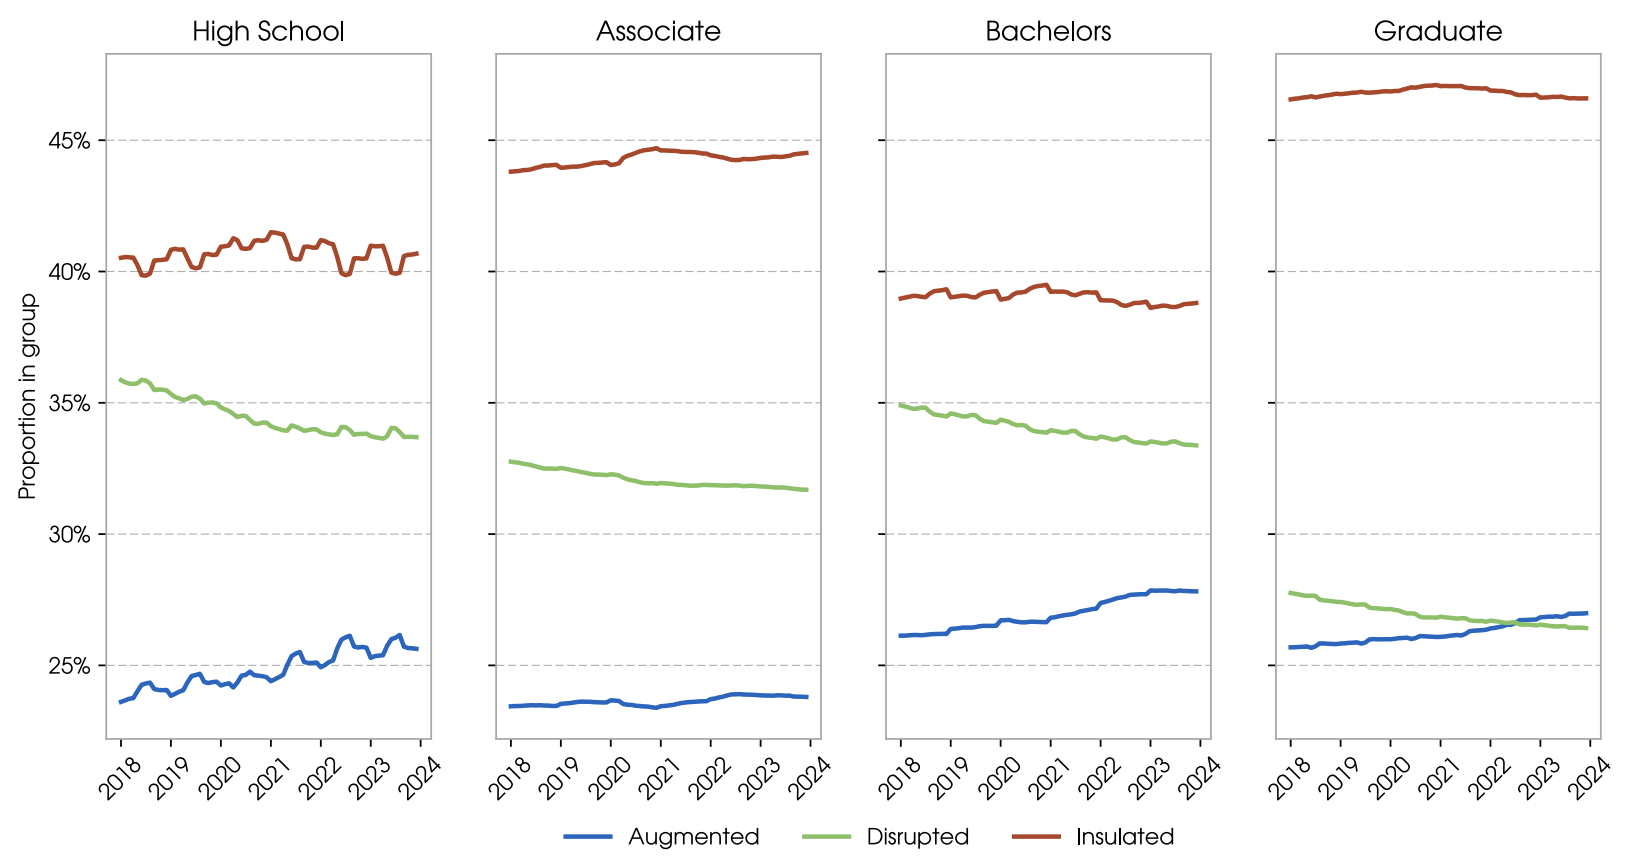 High School Associate Bachelors Graduate
Proportion in group
45%
40%
35%
30%
25%
2018 2019 2020 2021 2022 2023 2024 2018 2019 2020 2021 2022 2023 2024 2018 2019 2020 2021 2022 2023 2024 2018 2019 2020 2021 2022 2023 2024
Augmented Disrupted Insulated